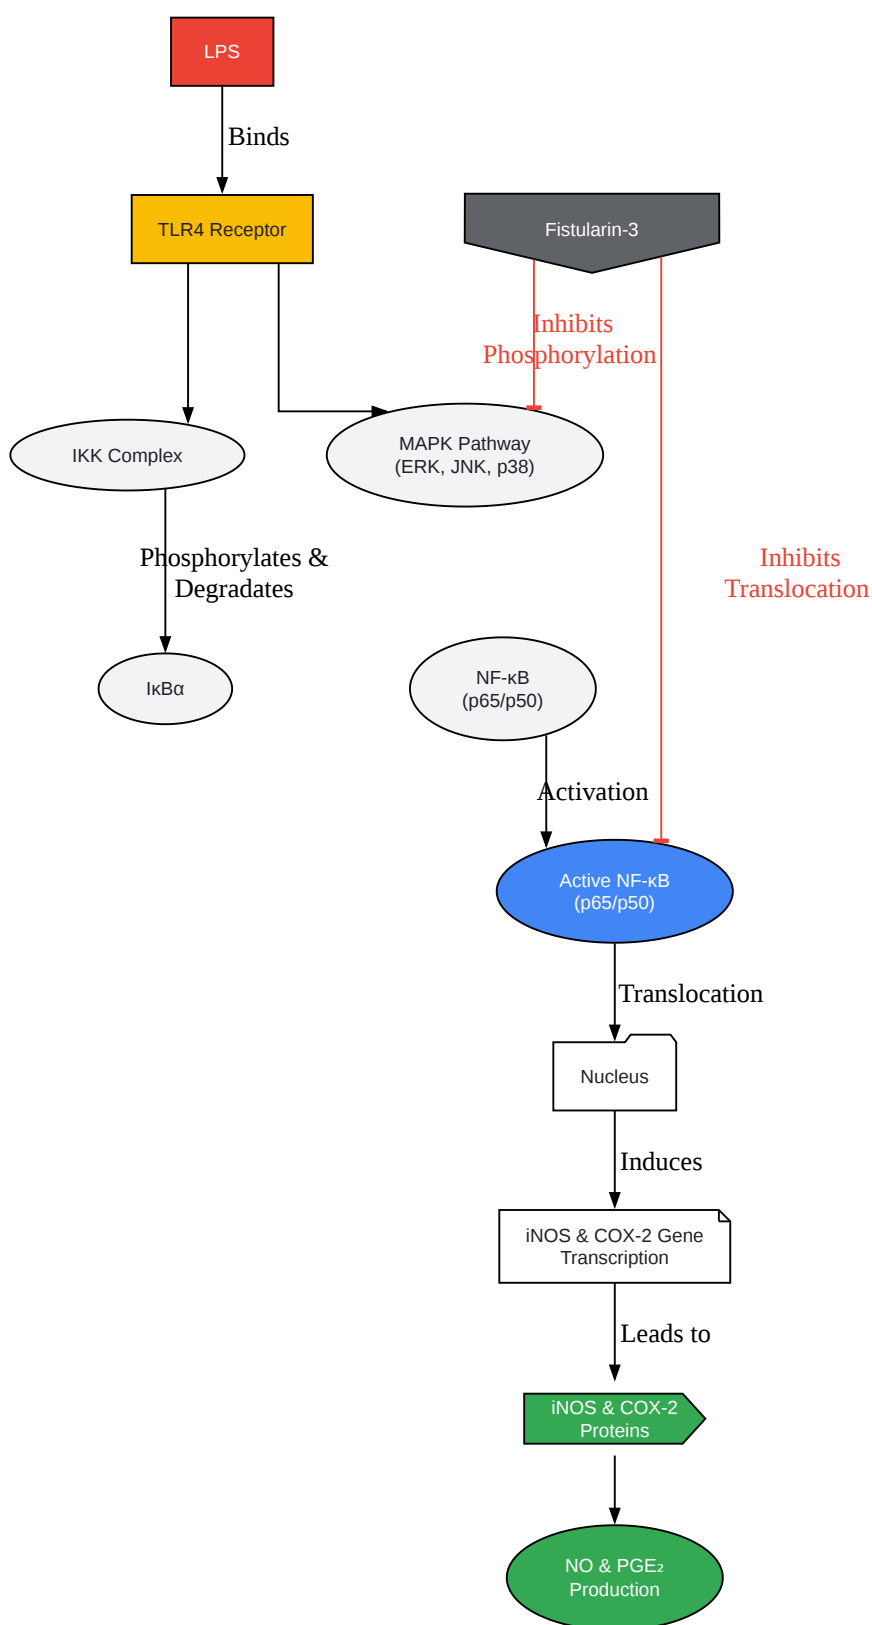 LPS
Binds
TLR4 Receptor
Fistularin-3
Inhibits
Phosphorylation
IKK Complex
MAPK Pathway
(ERK, JNK, p38)
Phosphorylates &
Degradates
Inhibits
Translocation
IκBα
NF-κB
(p65/p50)
Activation
Active NF-κB
(p65/p50)
Translocation
Nucleus
Induces
iNOS & COX-2 Gene
Transcription
Leads to
iNOS & COX-2
Proteins
NO & PGE₂
Production